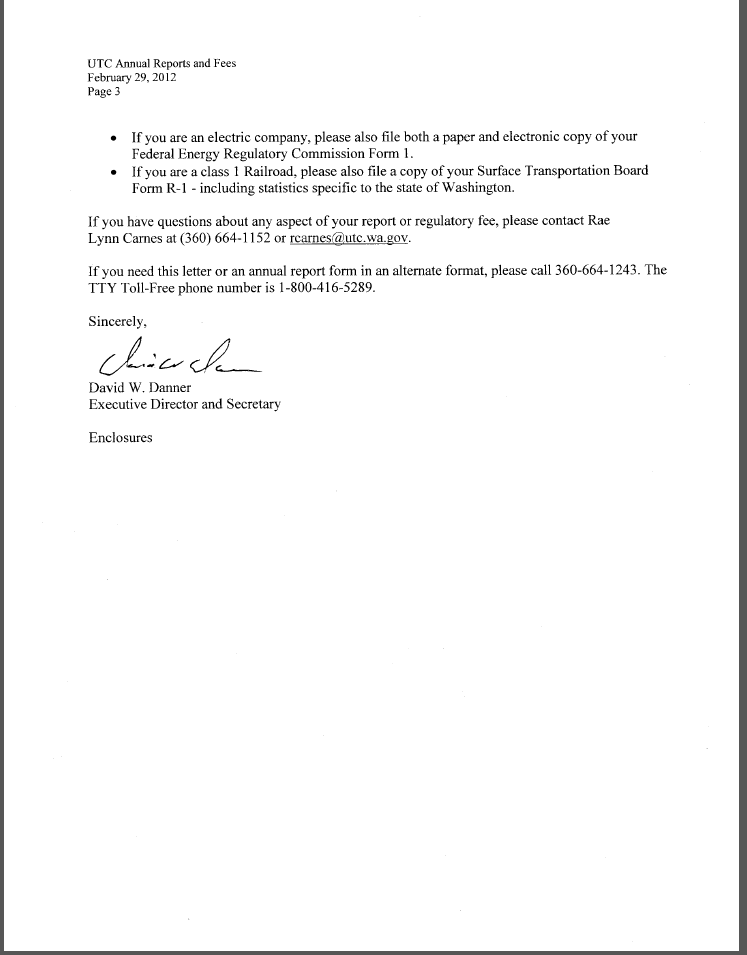 UTC Annual Reports and Fees
February 29, 2012
Page 3
• If you are an electric company, please also file both a paper and electronic copy of your
Federal Energy Regulatory Commission Form 1.
• If you are a class 1 Railroad, please also file a copy of your Surface Transportation Board
Form R-1 - including statistics specific to the state of Washington.
If you have questions about any aspect of your report or regulatory fee, please contact Rae
Lynn Carnes at (360) 664-1152 or rcarnes@utc.wa.gov.
If you need this letter or an annual report form in an alternate format, please call 360-664-1243. The
TTY Toll-Free phone number is 1-800-416-5289.
Sincerely,
David W. Danner
Executive Director and Secretary
Enclosures